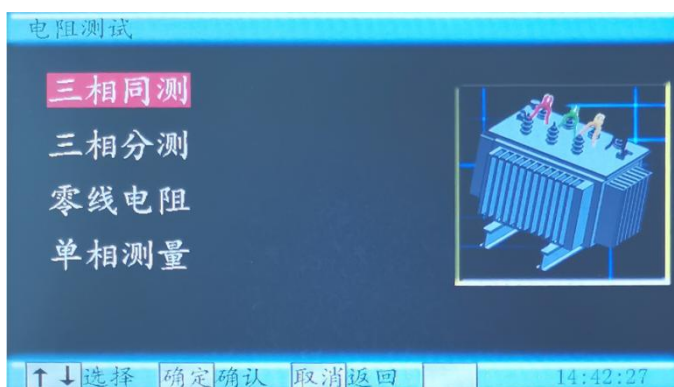 电阻测试
三相同测
三相分测
零线电阻
单相测量
↑ ↓ 选择 确定 确认 取消 返回 14:42:27